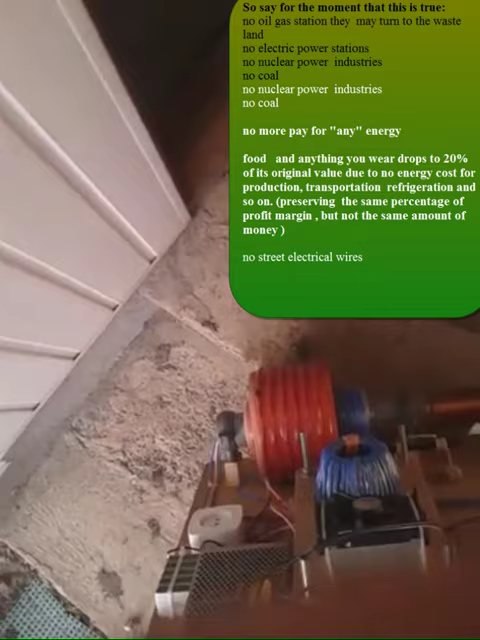 So say for the moment that this is true:
no oil gas station they  may turn to the waste
land
no electric power stations
no nuclear power  industries
no coal
no nuclear power  industries
no coal
no more pay for "any" energy
food   and anything you wear drops to 20%
of its original value due to no energy cost for
production, transportation  refrigeration and
so on. (preserving  the same percentage of
profit margin , but not the same amount of
money )
no street electrical wires